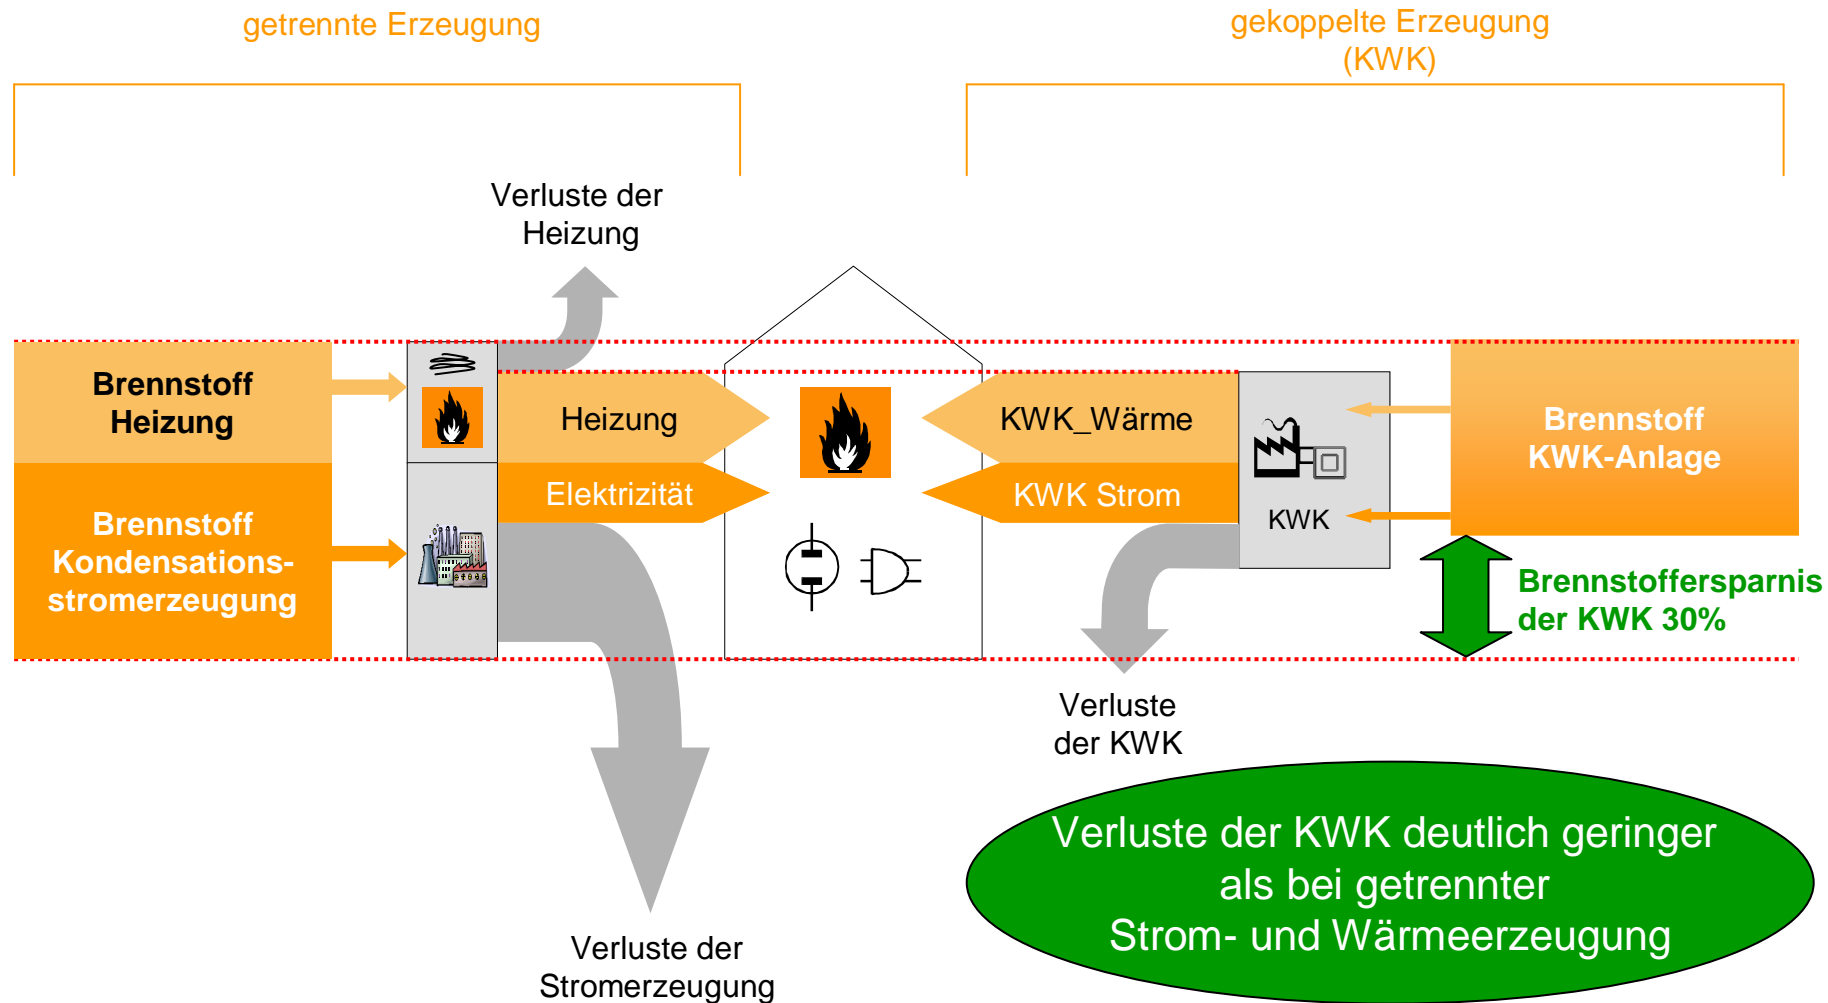 getrennte Erzeugung
gekoppelte Erzeugung
(KWK)
Verluste der
Heizung
Brennstoff
Heizung
Heizung
KWK_Wärme
Brennstoff
KWK-Anlage
Brennstoff
Kondensations-
stromerzeugung
Elektrizität
KWK Strom
KWK
Brennstoffersparnis
der KWK 30%
Verluste
der KWK
Verluste der
Stromerzeugung
Verluste der KWK deutlich geringer
als bei getrennter
Strom- und Wärmeerzeugung